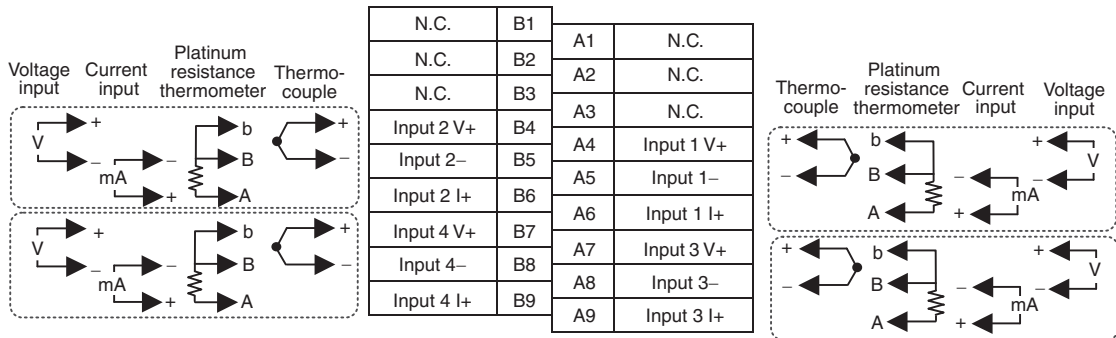 Voltage input
Current input
Platinum resistance thermometer
Thermo-couple
V
+
−
mA
−
+
b
B
A
+
−
V
+
−
mA
−
+
b
B
A
+
−
N.C. B1
N.C. B2
N.C. B3
Input 2 V+ B4
Input 2− B5
Input 2 I+ B6
Input 4 V+ B7
Input 4− B8
Input 4 I+ B9
A1 N.C.
A2 N.C.
A3 N.C.
A4 Input 1 V+
A5 Input 1−
A6 Input 1 I+
A7 Input 3 V+
A8 Input 3−
A9 Input 3 I+
Thermo-couple
Platinum resistance thermometer
Current input
Voltage input
+
−
b
B
A
−
+
mA
+
−
V
+
−
b
B
A
−
+
mA
+
−
V